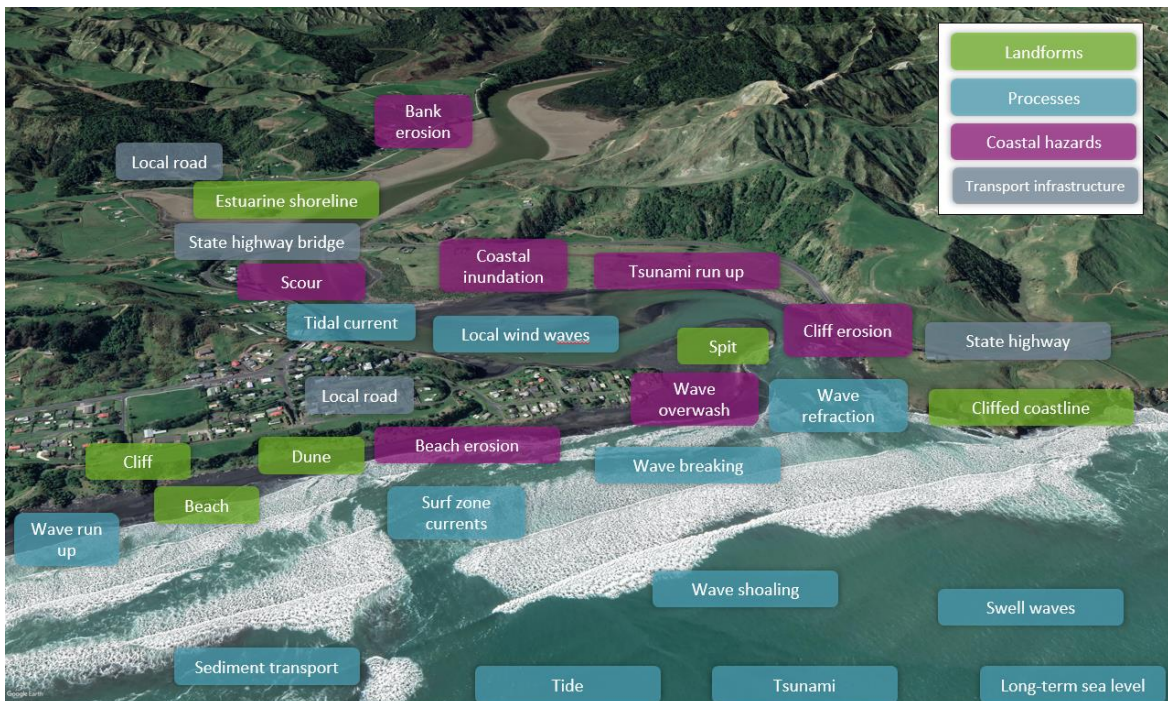 Landforms
Processes
Coastal hazards
Transport infrastructure
Bank
erosion
Local road
Estuarine shoreline
State highway bridge
Scour
Coastal
inundation
Tsunami run up
Tidal current
Local wind waves
Spit
Cliff erosion
State highway
Local road
Wave
overwash
Wave
refraction
Cliffed coastline
Beach erosion
Cliff
Dune
Wave breaking
Beach
Surf zone
currents
Wave run
up
Wave shoaling
Swell waves
Sediment transport
Tide
Tsunami
Long-term sea level
Google Earth